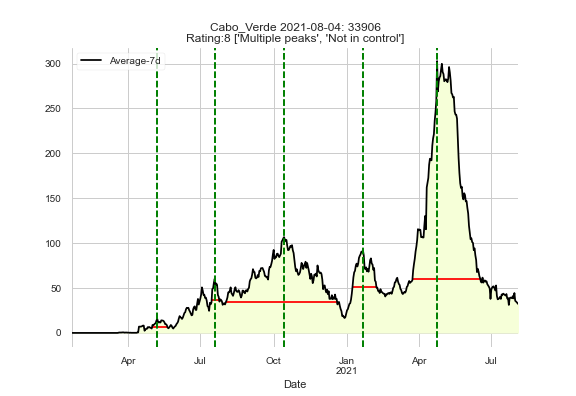 Cabo_Verde 2021-08-04: 33906
Rating:8 ['Multiple peaks', 'Not in control']
Average-7d
300
250
200
150
100
50
0
Apr Jul Oct Jan Apr Jul
2021
Date